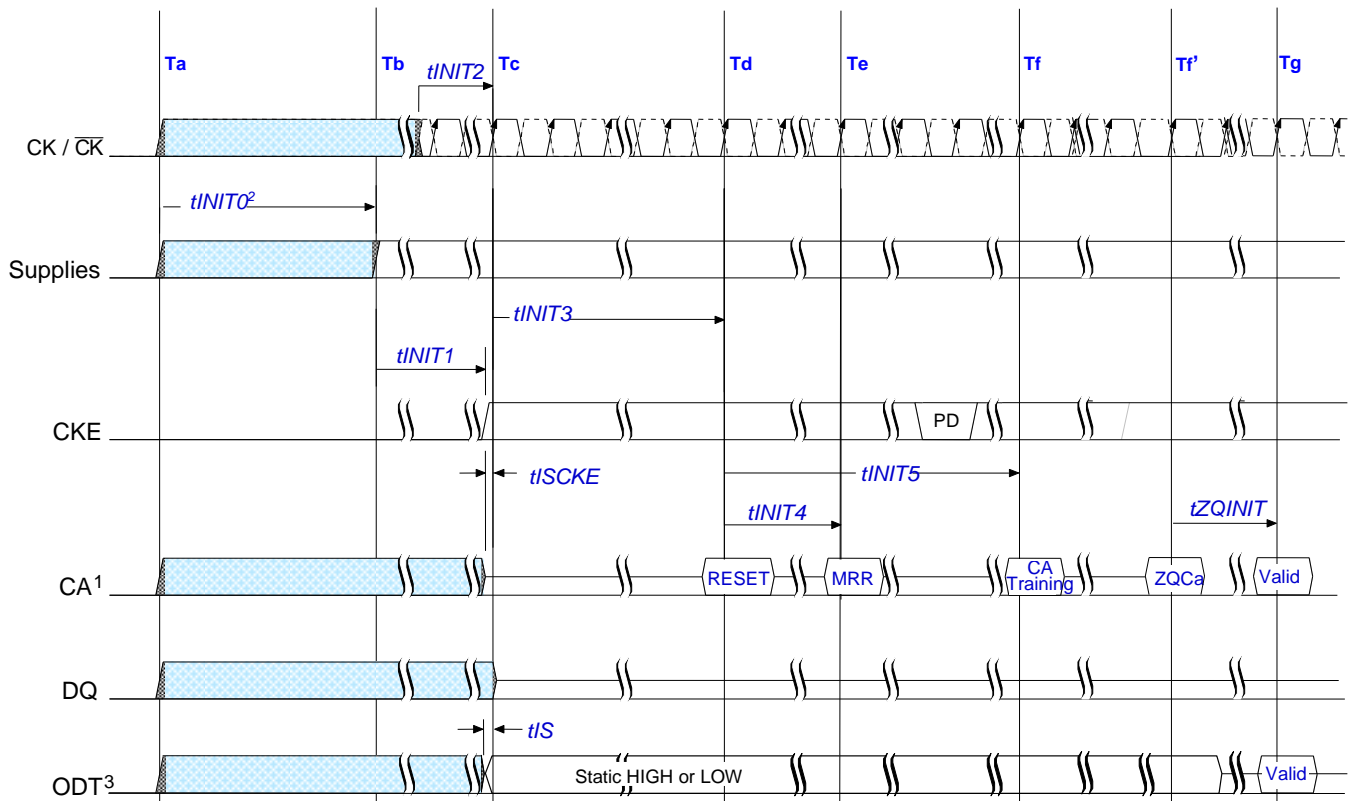 Ta Tb tINIT2 Tc Td Te Tf Tf' Tg
CK / CK
tINIT0²
Supplies
tINIT3
tINIT1
CKE PD
tISCKE tINIT5
tINIT4 tZQINIT
CA¹ RESET MRR CA Training ZQCa Valid
DQ
tIS
ODT³ Static HIGH or LOW Valid